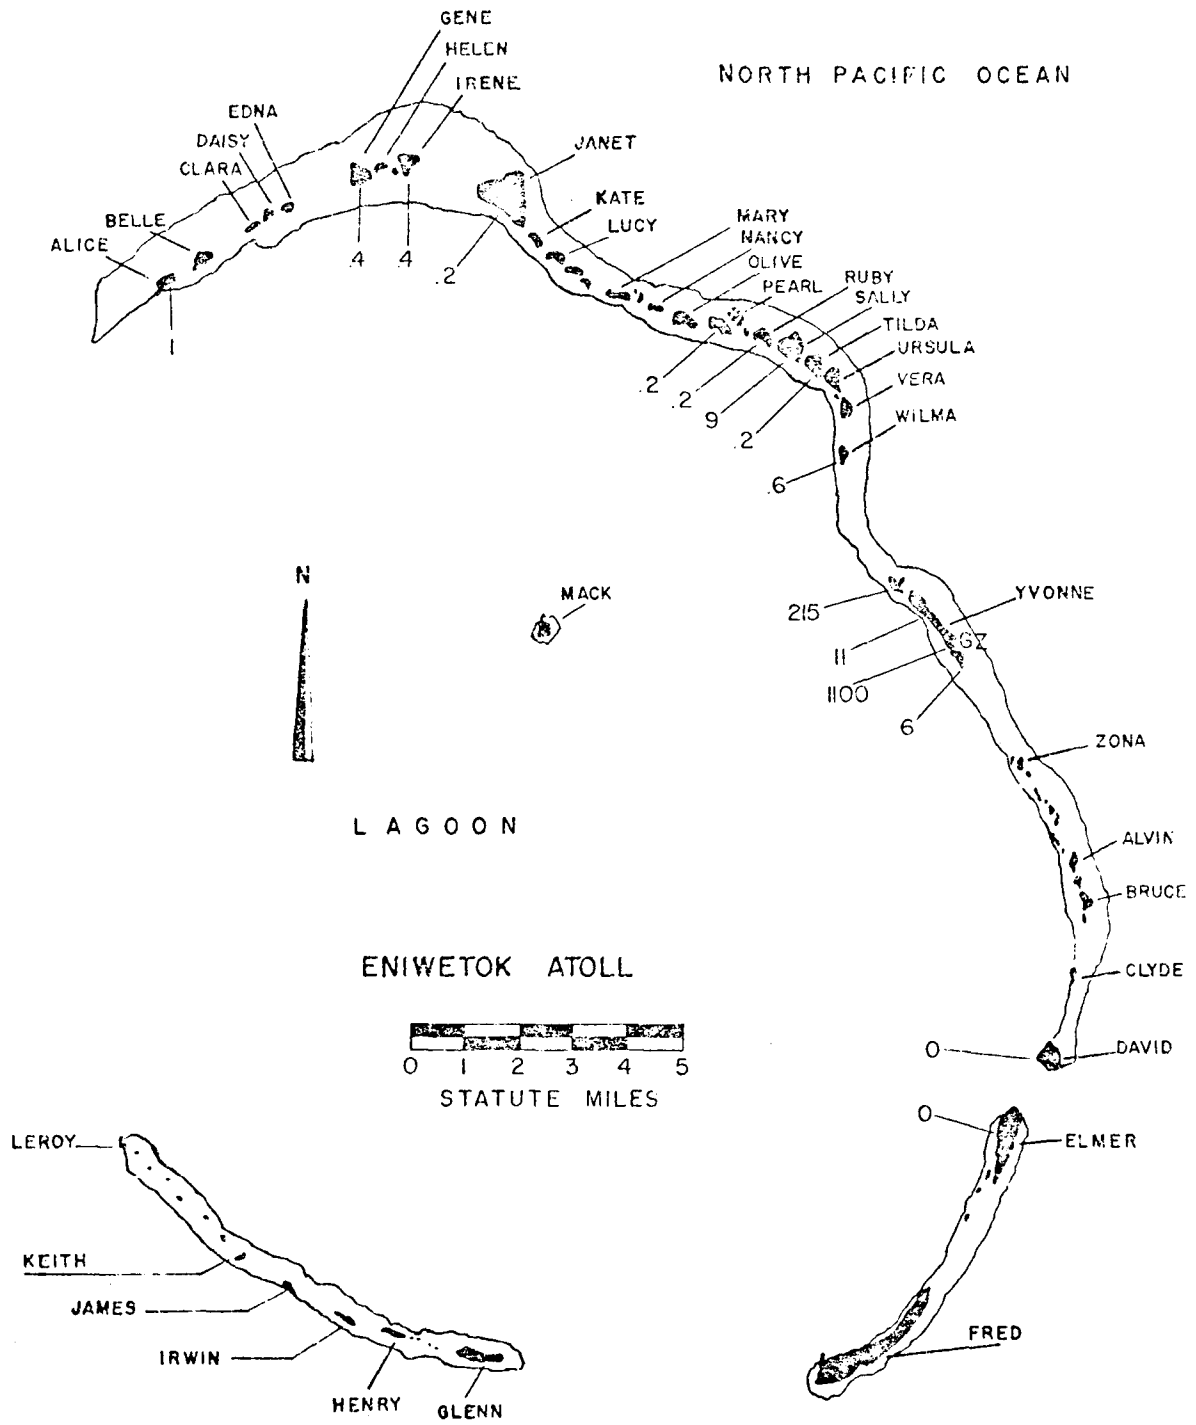 GENE
HELEN
IRENE
NORTH PACIFIC OCEAN
EDNA
DAISY
CLARA
JANET
KATE
BELLE
LUCY
MARY
NANCY
ALICE
OLIVE
PEARL
RUBY
SALLY
.4
.4
.2
TILDA
URSULA
1
VERA
.2
.2
9
.2
WILMA
.6
N
MACK
YVONNE
215
GZ
11
1100
6
ZONA
LAGOON
ALVIN
BRUCE
ENIWETOK ATOLL
CLYDE
0 1 2 3 4 5
STATUTE MILES
0
DAVID
0
ELMER
LEROY
KEITH
JAMES
IRWIN
FRED
HENRY
GLENN